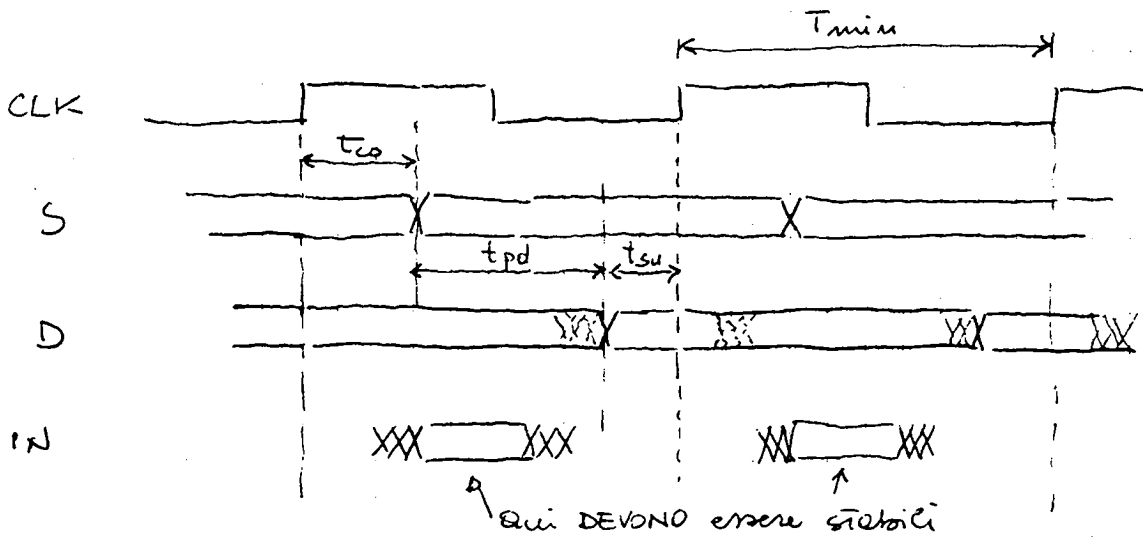 Tmin
CLK
tco
S
tpd
tsu
D
IN
Qui DEVONO essere stabili